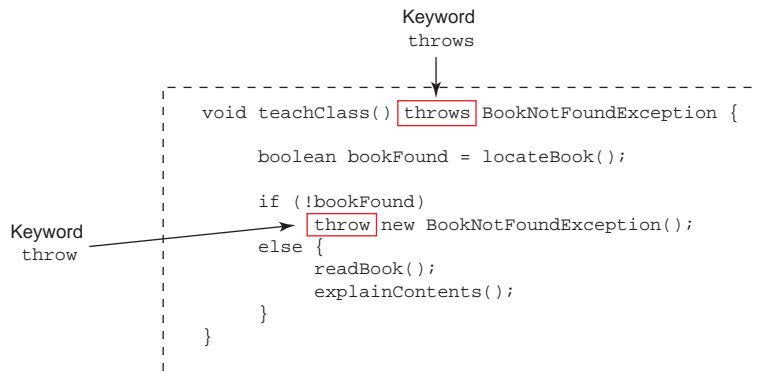 Keyword
throws
void teachClass() throws BookNotFoundException {
boolean bookFound = locateBook();
if (!bookFound)
throw new BookNotFoundException();
Keyword
throw
else {
readBook();
explainContents();
}
}